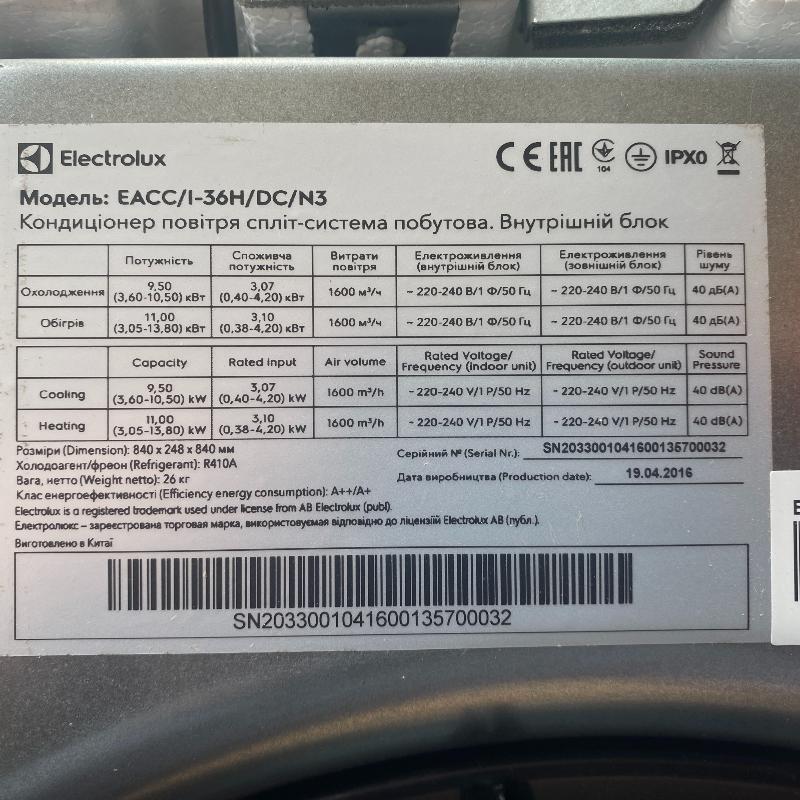 Electrolux
CE EAC 104 IPX0
Модель: EACC/I-36H/DC/N3
Кондиціонер повітря спліт-система побутова. Внутрішній блок
Потужність Споживча потужність Витрати повітря Електроживлення (внутрішній блок) Електроживлення (зовнішній блок) Рівень шуму
Охолодження 9,50 (3,60-10,50) кВт 3,07 (0,40-4,20) кВт 1600 м³/ч ~ 220-240 В/1 Ф/50 Гц ~ 220-240 В/1 Ф/50 Гц 40 дБ(А)
Обігрів 11,00 (3,05-13,80) кВт 3,10 (0,38-4,20) кВт 1600 м³/ч ~ 220-240 В/1 Ф/50 Гц ~ 220-240 В/1 Ф/50 Гц 40 дБ(А)
Capacity Rated input Air volume Rated Voltage/ Frequency (indoor unit) Rated Voltage/ Frequency (outdoor unit) Sound Pressure
Cooling 9,50 (3,60-10,50) kW 3,07 (0,40-4,20) kW 1600 m³/h ~ 220-240 V/1 P/50 Hz ~ 220-240 V/1 P/50 Hz 40 dB(A)
Heating 11,00 (3,05-13,80) kW 3,10 (0,38-4,20) kW 1600 m³/h ~ 220-240 V/1 P/50 Hz ~ 220-240 V/1 P/50 Hz 40 dB(A)
Розміри (Dimension): 840 x 248 x 840 мм
Холодоагент/фреон (Refrigerant): R410A
Вага, нетто (Weight netto): 26 кг
Клас енергоефективності (Efficiency energy consumption): A++/A+
Серійний № (Serial Nr.): SN2033001041600135700032
Дата виробництва (Production date): 19.04.2016
Electrolux is a registered trademark used under license from AB Electrolux (publ).
Електролюкс – зареєстрована торговая марка, використовуємая відповідно до ліцензіїї Electrolux AB (публ.).
Виготовлено в Китаї
SN2033001041600135700032